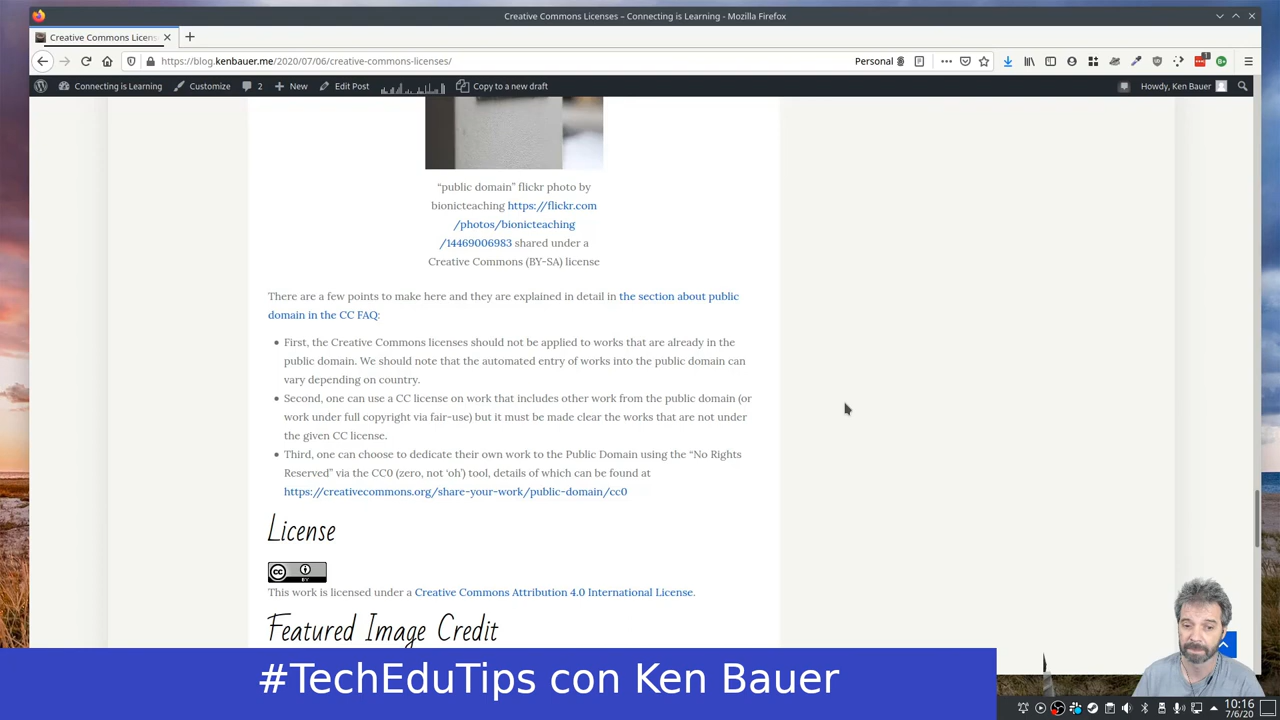 Creative Commons Licenses – Connecting is Learning - Mozilla Firefox
Creative Commons Licens
https://blog.kenbauer.me/2020/07/06/creative-commons-licenses/
Personal
1
Connecting is Learning
Customize
2
New
Edit Post
Copy to a new draft
Howdy, Ken Bauer
“public domain” flickr photo by
bionicteaching https://flickr.com
/photos/bionicteaching
/14469006983 shared under a
Creative Commons (BY-SA) license
There are a few points to make here and they are explained in detail in the section about public
domain in the CC FAQ:
First, the Creative Commons licenses should not be applied to works that are already in the
public domain. We should note that the automated entry of works into the public domain can
vary depending on country.
Second, one can use a CC license on work that includes other work from the public domain (or
work under full copyright via fair-use) but it must be made clear the works that are not under
the given CC license.
Third, one can choose to dedicate their own work to the Public Domain using the “No Rights
Reserved” via the CC0 (zero, not ‘oh’) tool, details of which can be found at
https://creativecommons.org/share-your-work/public-domain/cc0
License
CC BY
This work is licensed under a Creative Commons Attribution 4.0 International License.
Featured Image Credit
#TechEduTips con Ken Bauer
10:16
7/6/20